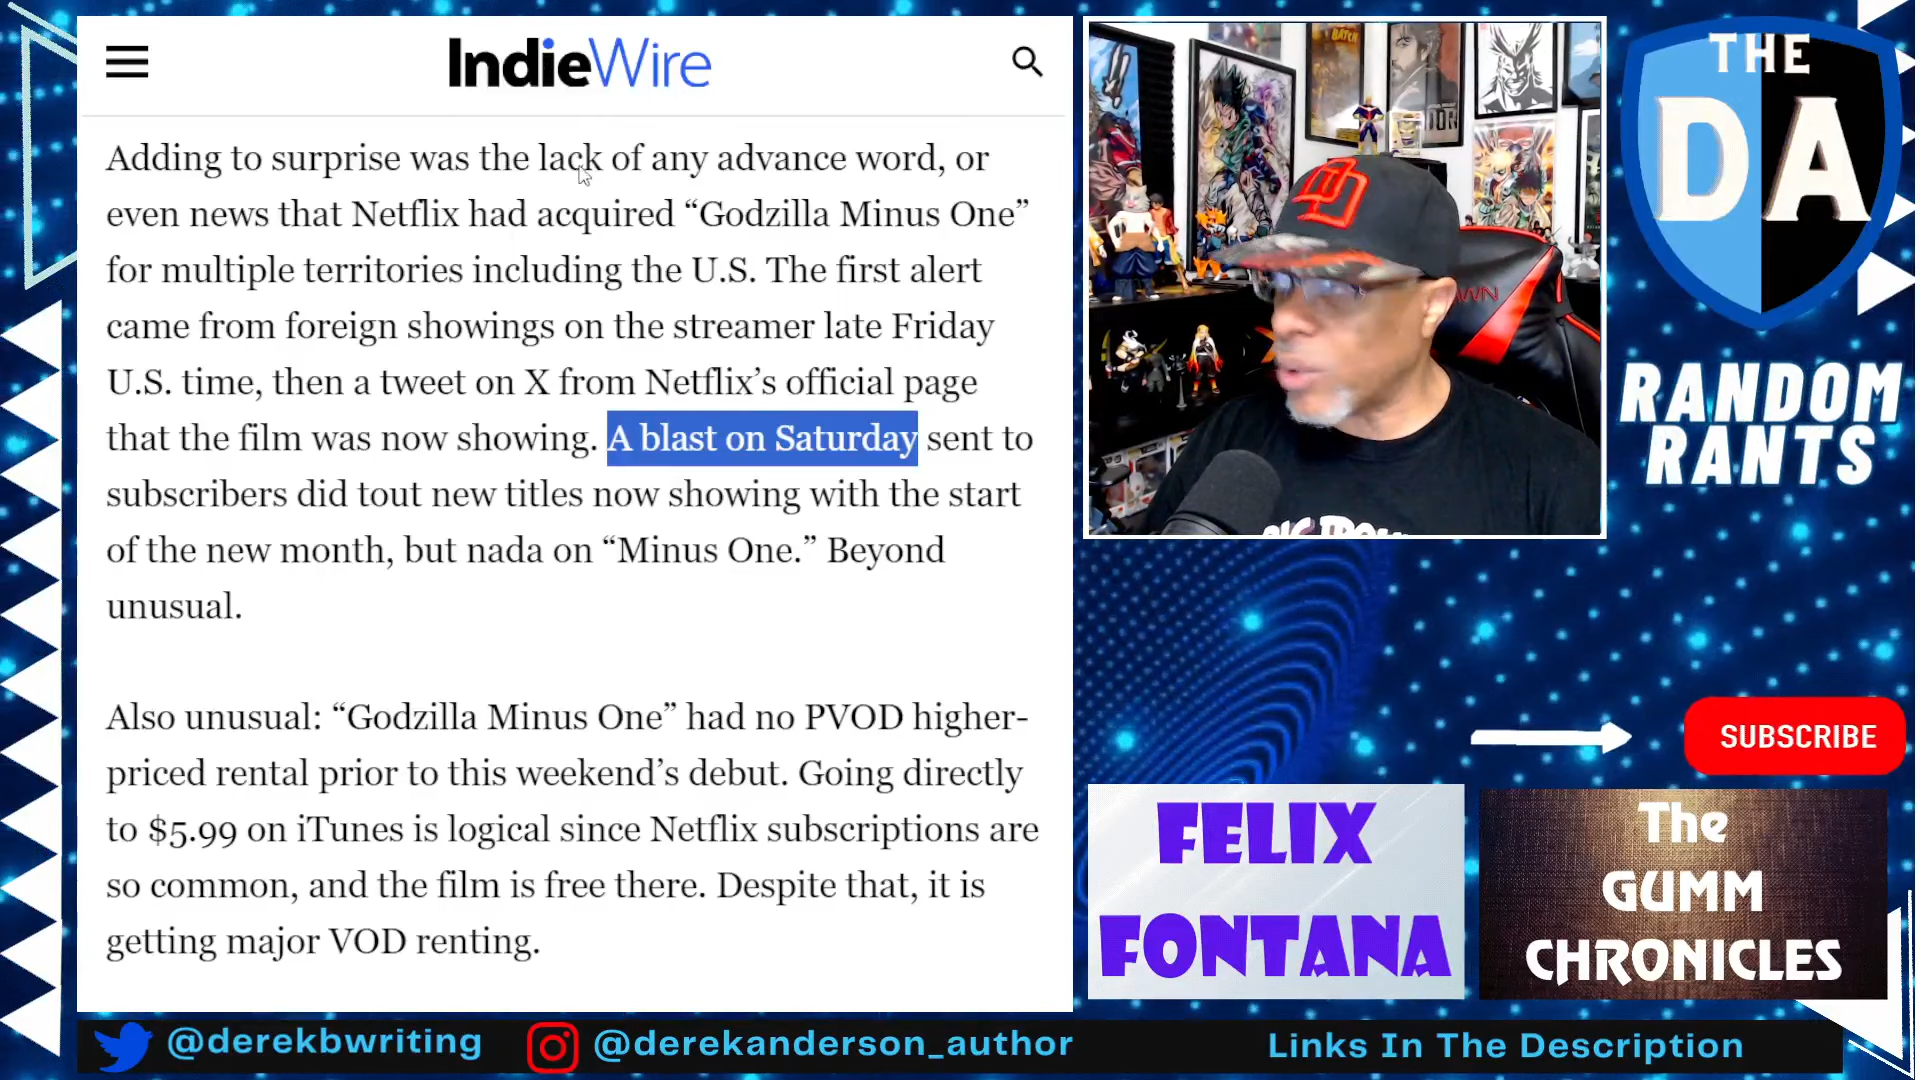 IndieWire
Adding to surprise was the lack of any advance word, or
even news that Netflix had acquired “Godzilla Minus One”
for multiple territories including the U.S. The first alert
came from foreign showings on the streamer late Friday
U.S. time, then a tweet on X from Netflix’s official page
that the film was now showing. A blast on Saturday sent to
subscribers did tout new titles now showing with the start
of the new month, but nada on “Minus One.” Beyond
unusual.
Also unusual: “Godzilla Minus One” had no PVOD higher-
priced rental prior to this weekend’s debut. Going directly
to $5.99 on iTunes is logical since Netflix subscriptions are
so common, and the film is free there. Despite that, it is
getting major VOD renting.
THE
DA
RANDOM
RANTS
SUBSCRIBE
FELIX
FONTANA
The
GUMM
CHRONICLES
@derekbwriting
@derekanderson_author
Links In The Description